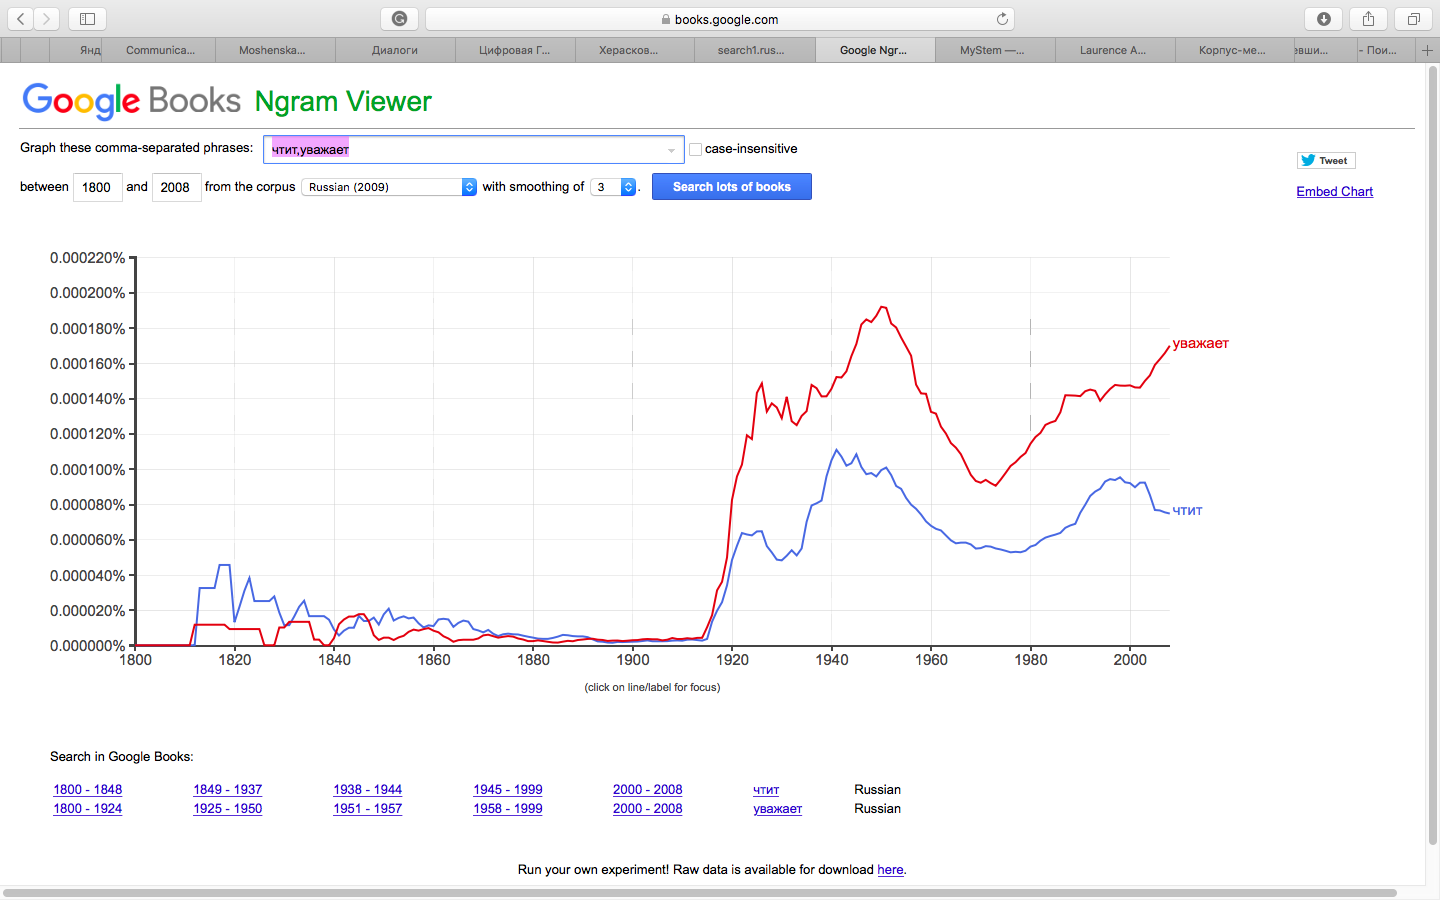 books.google.com
Янд
Communica...
Moshenska...
Диалоги
Цифровая Г...
Херасков...
search1.rus...
Google Ngr...
MyStem —...
Laurence A...
Корпус-ме...
евши...
- Пои...
Google Books Ngram Viewer
Graph these comma-separated phrases: чтит,уважает case-insensitive
Tweet
between 1800 and 2008 from the corpus Russian (2009) with smoothing of 3 . Search lots of books
Embed Chart
0.000220%
0.000200%
0.000180%
уважает
0.000160%
0.000140%
0.000120%
0.000100%
0.000080%
чтит
0.000060%
0.000040%
0.000020%
0.000000%
1800 1820 1840 1860 1880 1900 1920 1940 1960 1980 2000
(click on line/label for focus)
Search in Google Books:
1800 - 1848 1849 - 1937 1938 - 1944 1945 - 1999 2000 - 2008 чтит Russian
1800 - 1924 1925 - 1950 1951 - 1957 1958 - 1999 2000 - 2008 уважает Russian
Run your own experiment! Raw data is available for download here.